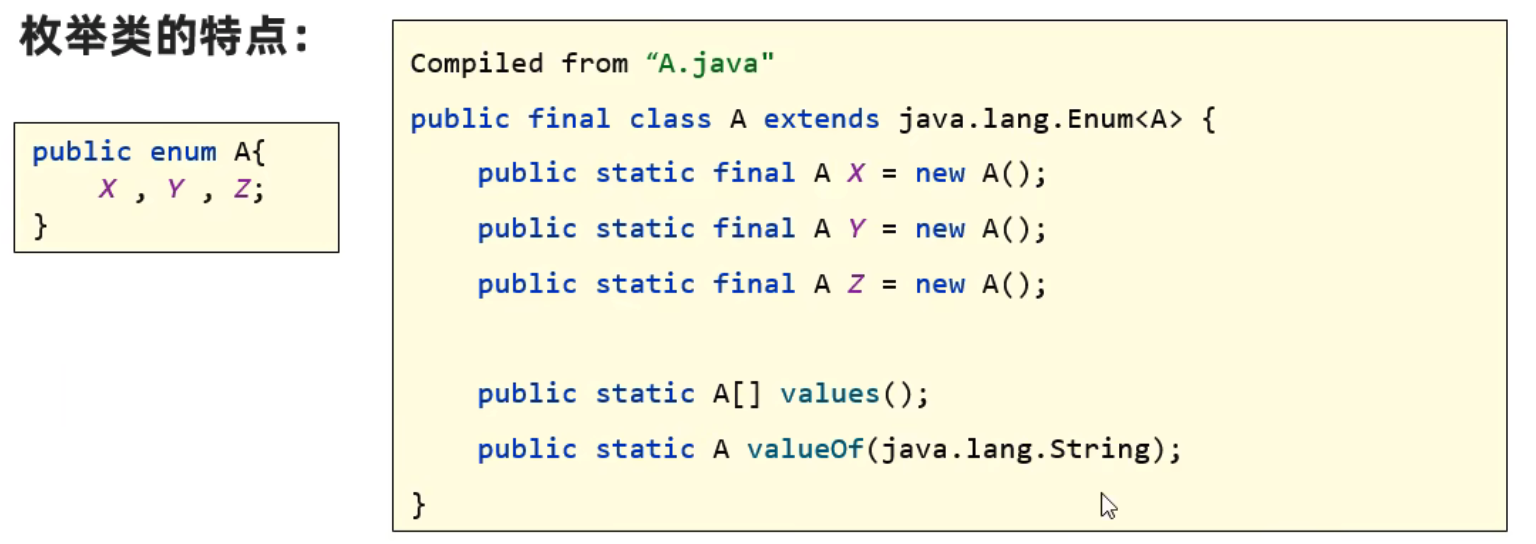 枚举类的特点：
public enum A{
X , Y , Z;
}
Compiled from “A.java"
public final class A extends java.lang.Enum<A> {
public static final A X = new A();
public static final A Y = new A();
public static final A Z = new A();
public static A[] values();
public static A valueOf(java.lang.String);
}